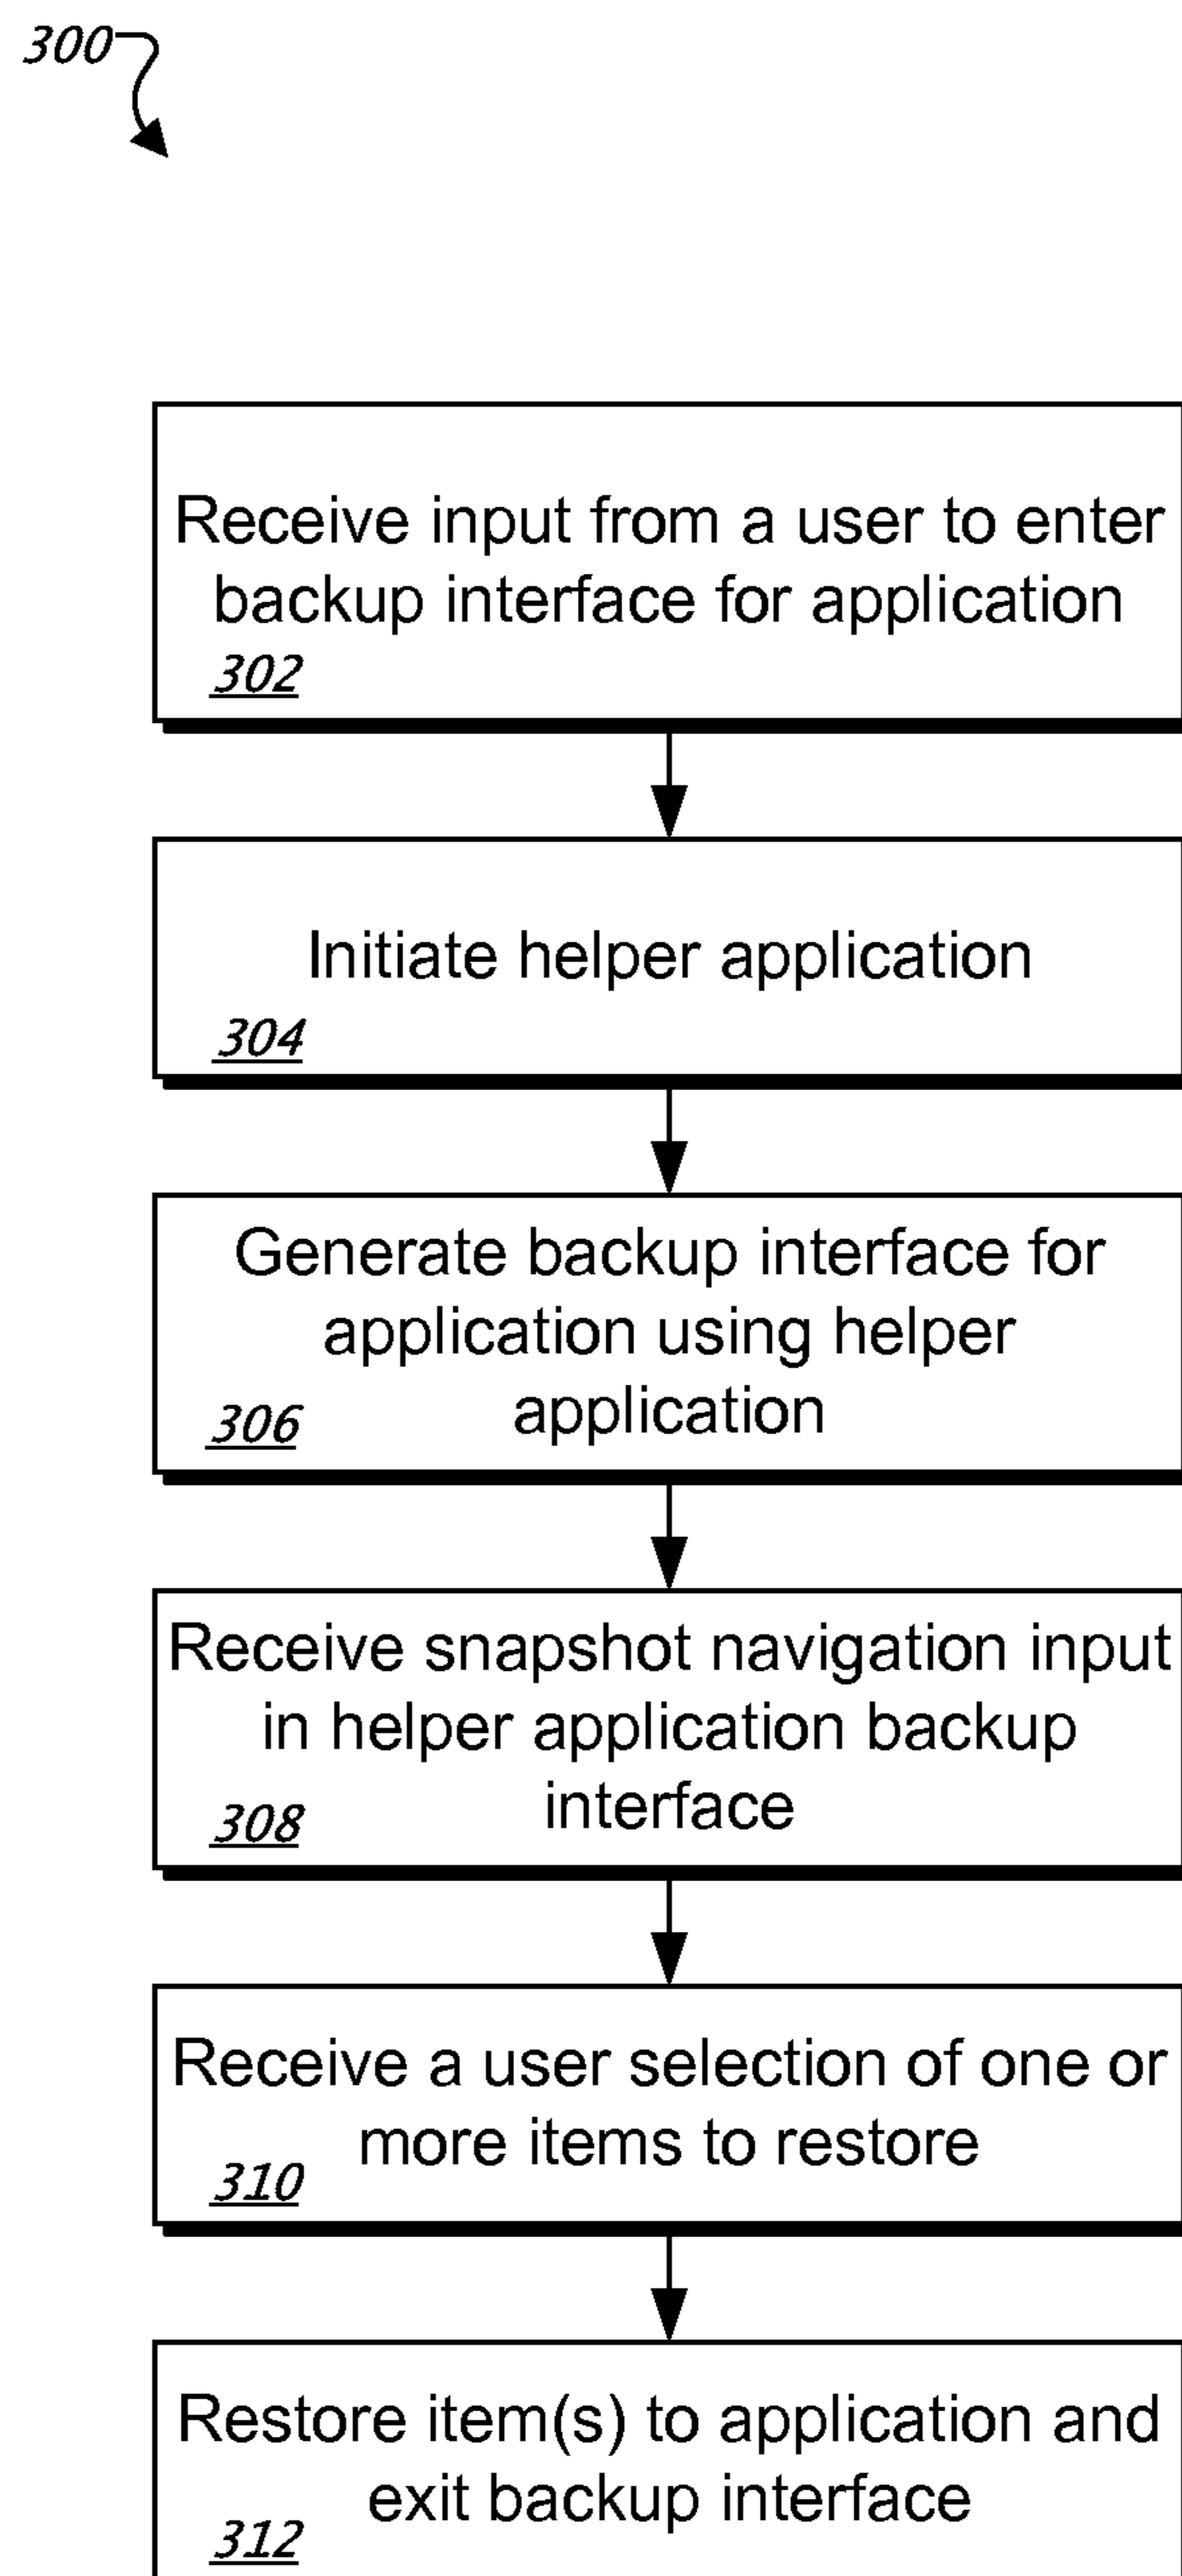 300
Receive input from a user to enter
backup interface for application
302
Initiate helper application
304
Generate backup interface for
application using helper
application
306
Receive snapshot navigation input
in helper application backup
interface
308
Receive a user selection of one or
more items to restore
310
Restore item(s) to application and
exit backup interface
312